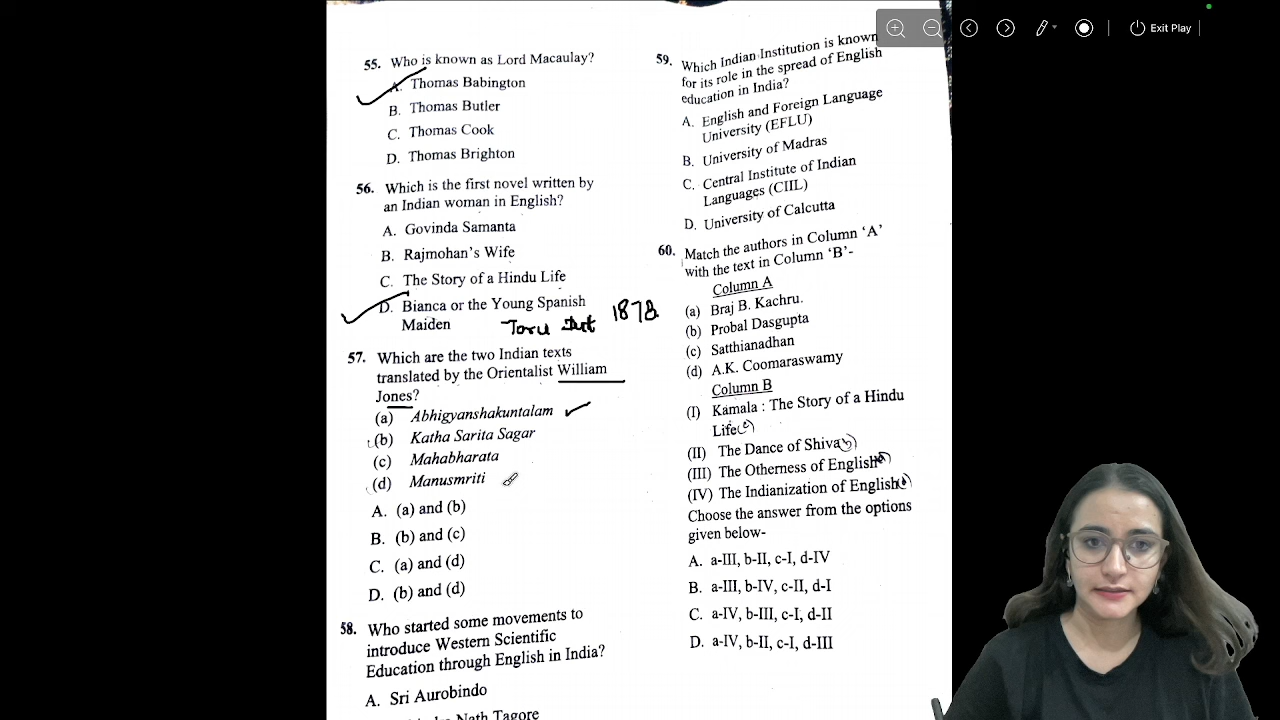 Exit Play
55. Who is known as Lord Macaulay?
A. Thomas Babington
B. Thomas Butler
C. Thomas Cook
D. Thomas Brighton
56. Which is the first novel written by
an Indian woman in English?
A. Govinda Samanta
B. Rajmohan's Wife
C. The Story of a Hindu Life
D. Bianca or the Young Spanish
Maiden
Toru Dutt 1878
57. Which are the two Indian texts
translated by the Orientalist William
Jones?
(a) Abhigyanshakuntalam
(b) Katha Sarita Sagar
(c) Mahabharata
(d) Manusmriti
A. (a) and (b)
B. (b) and (c)
C. (a) and (d)
D. (b) and (d)
58. Who started some movements to
introduce Western Scientific
Education through English in India?
A. Sri Aurobindo
Nath Tagore
59. Which Indian Institution is known
for its role in the spread of English
education in India?
A. English and Foreign Language
University (EFLU)
B. University of Madras
C. Central Institute of Indian
Languages (CIIL)
D. University of Calcutta
60. Match the authors in Column 'A'
with the text in Column 'B'-
Column A
(a) Braj B. Kachru.
(b) Probal Dasgupta
(c) Satthianadhan
(d) A.K. Coomaraswamy
Column B
(I) Kamala : The Story of a Hindu
Life
(II) The Dance of Shiva
(III) The Otherness of English
(IV) The Indianization of English
Choose the answer from the options
given below-
A. a-III, b-II, c-I, d-IV
B. a-III, b-IV, c-II, d-I
C. a-IV, b-III, c-I, d-II
D. a-IV, b-II, c-I, d-III